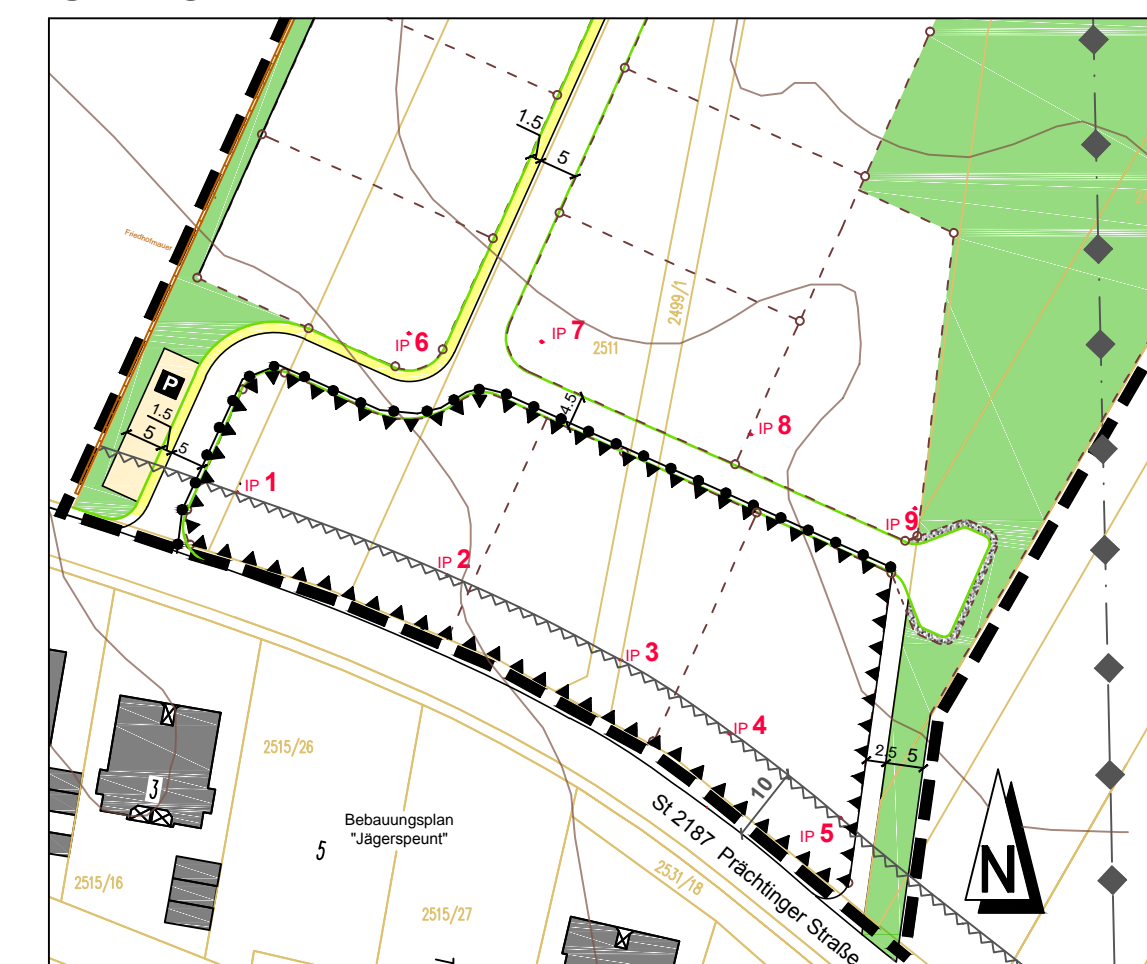 1.5
5
Friedhofmauer
2499/1
IP 6
IP 7
2511
P
1.5
5
5
4.5
IP 8
IP 1
IP 9
IP 2
IP 3
IP 4
2515/26
3
2.5 5
10
Bebauungsplan
"Jägerspeunt"
5
St 2187 Prächtinger Straße
IP 5
N
2515/16
2531/18
2515/27